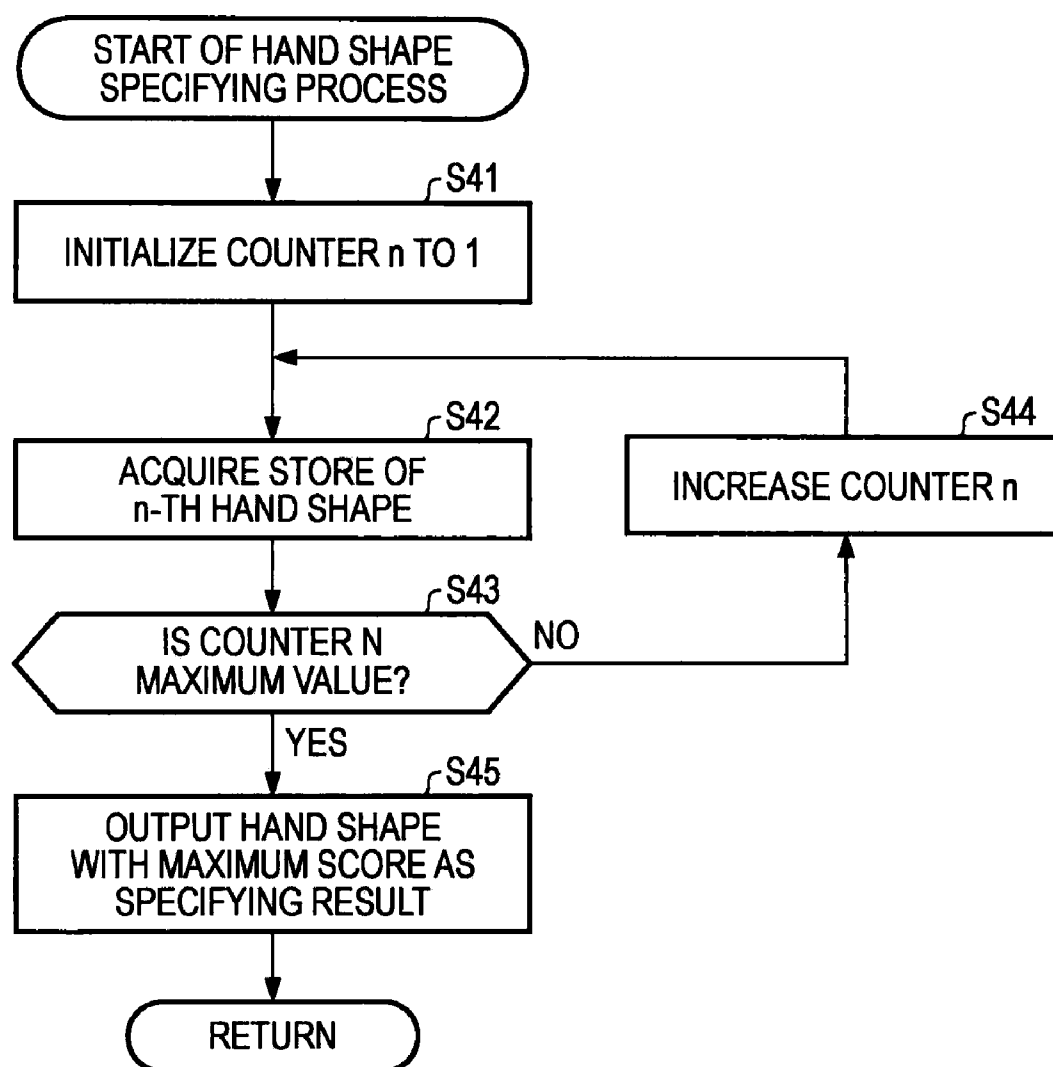 START OF HAND SHAPE
SPECIFYING PROCESS
S41
INITIALIZE COUNTER n TO 1
S42
ACQUIRE STORE OF
n-TH HAND SHAPE
S44
INCREASE COUNTER n
S43
IS COUNTER N
MAXIMUM VALUE?
NO
YES
S45
OUTPUT HAND SHAPE
WITH MAXIMUM SCORE AS
SPECIFYING RESULT
RETURN